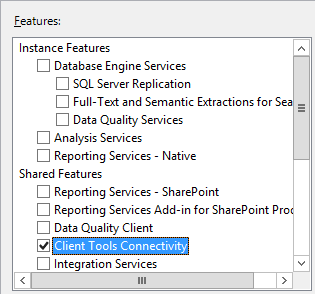 Features:
Instance Features
Database Engine Services
SQL Server Replication
Full-Text and Semantic Extractions for Sea
Data Quality Services
Analysis Services
Reporting Services - Native
Shared Features
Reporting Services - SharePoint
Reporting Services Add-in for SharePoint Proc
Data Quality Client
Client Tools Connectivity
Integration Services